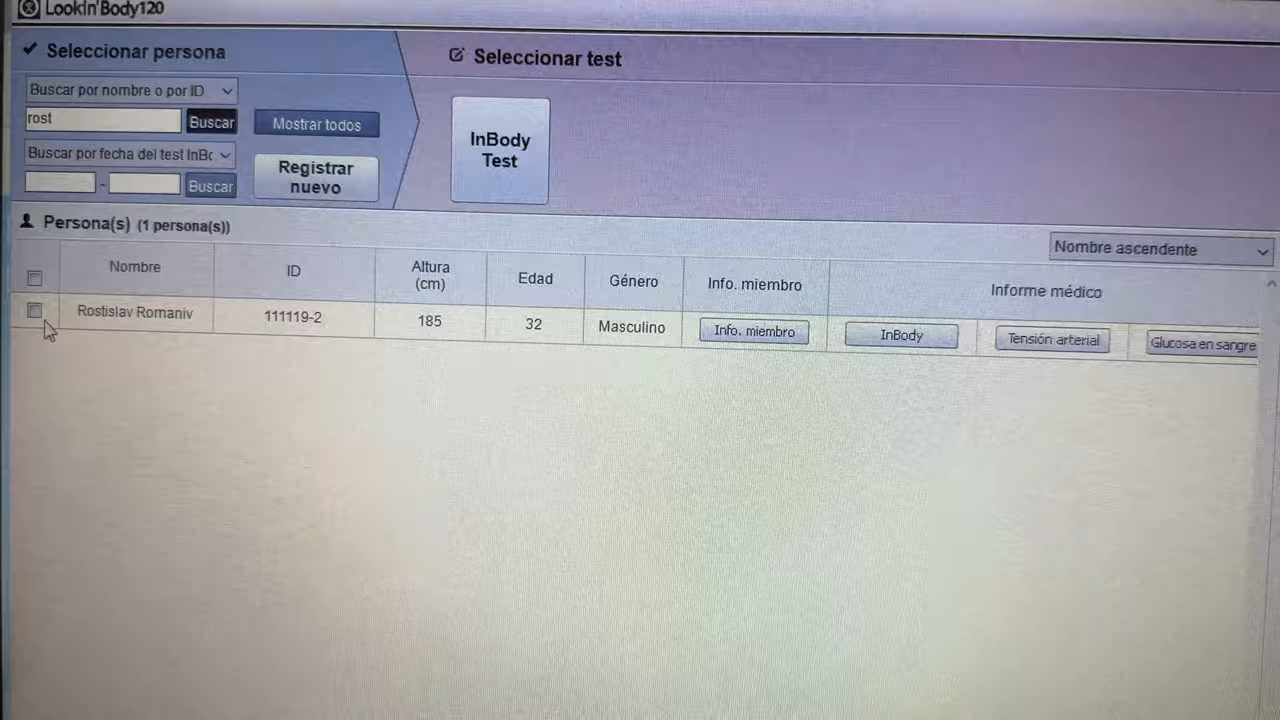 LookIn'Body120
Seleccionar persona
Seleccionar test
Buscar por nombre o por ID
rost
Buscar
Mostrar todos
InBody
Test
Buscar por fecha del test InBo
~
Buscar
Registrar
nuevo
Persona(s) (1 persona(s))
Nombre ascendente
Nombre ID Altura (cm) Edad Género Info. miembro Informe médico
Rostislav Romaniv 111119-2 185 32 Masculino Info. miembro InBody Tensión arterial Glucosa en sangre